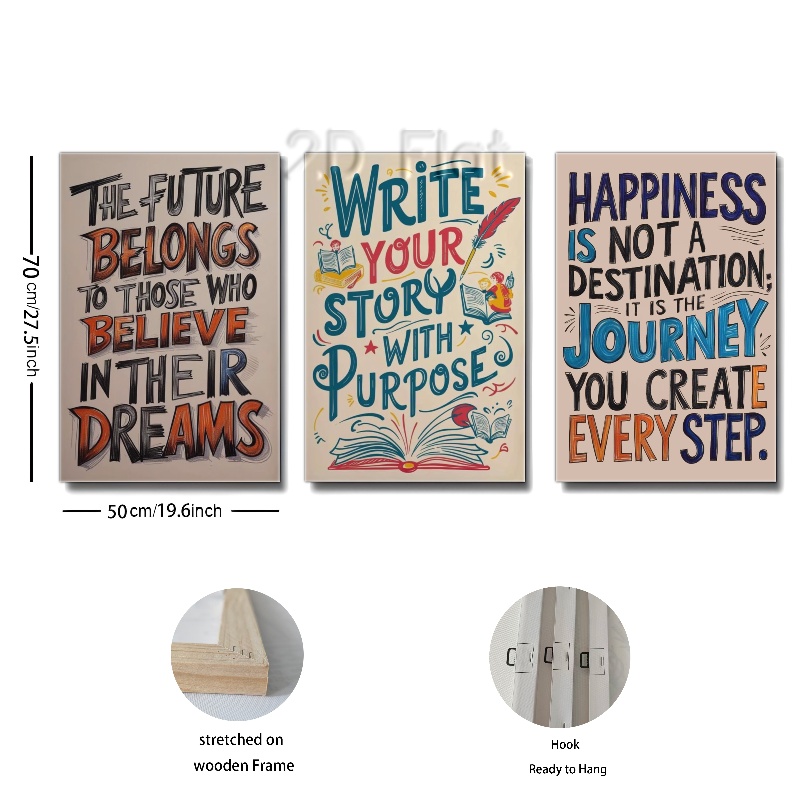 2D Flat
THE FUTURE
BELONGS
TO THOSE WHO
BELIEVE
IN THEIR
DREAMS
WRITE
YOUR
STORY
WITH
PURPOSE
HAPPINESS
IS NOT A
DESTINATION;
IT IS THE
JOURNEY
YOU CREATE
EVERY STEP.
70 cm/27.5inch
50 cm/19.6inch
stretched on
wooden Frame
Hook
Ready to Hang